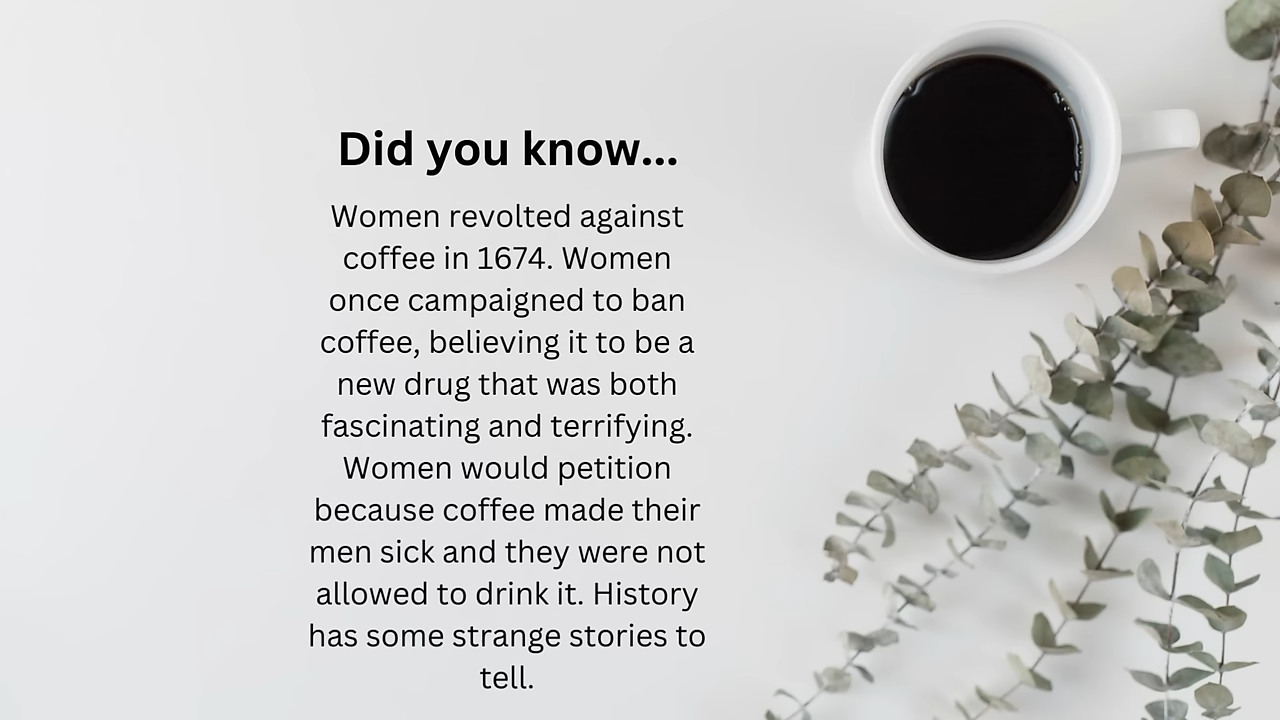 Did you know...
Women revolted against
coffee in 1674. Women
once campaigned to ban
coffee, believing it to be a
new drug that was both
fascinating and terrifying.
Women would petition
because coffee made their
men sick and they were not
allowed to drink it. History
has some strange stories to
tell.